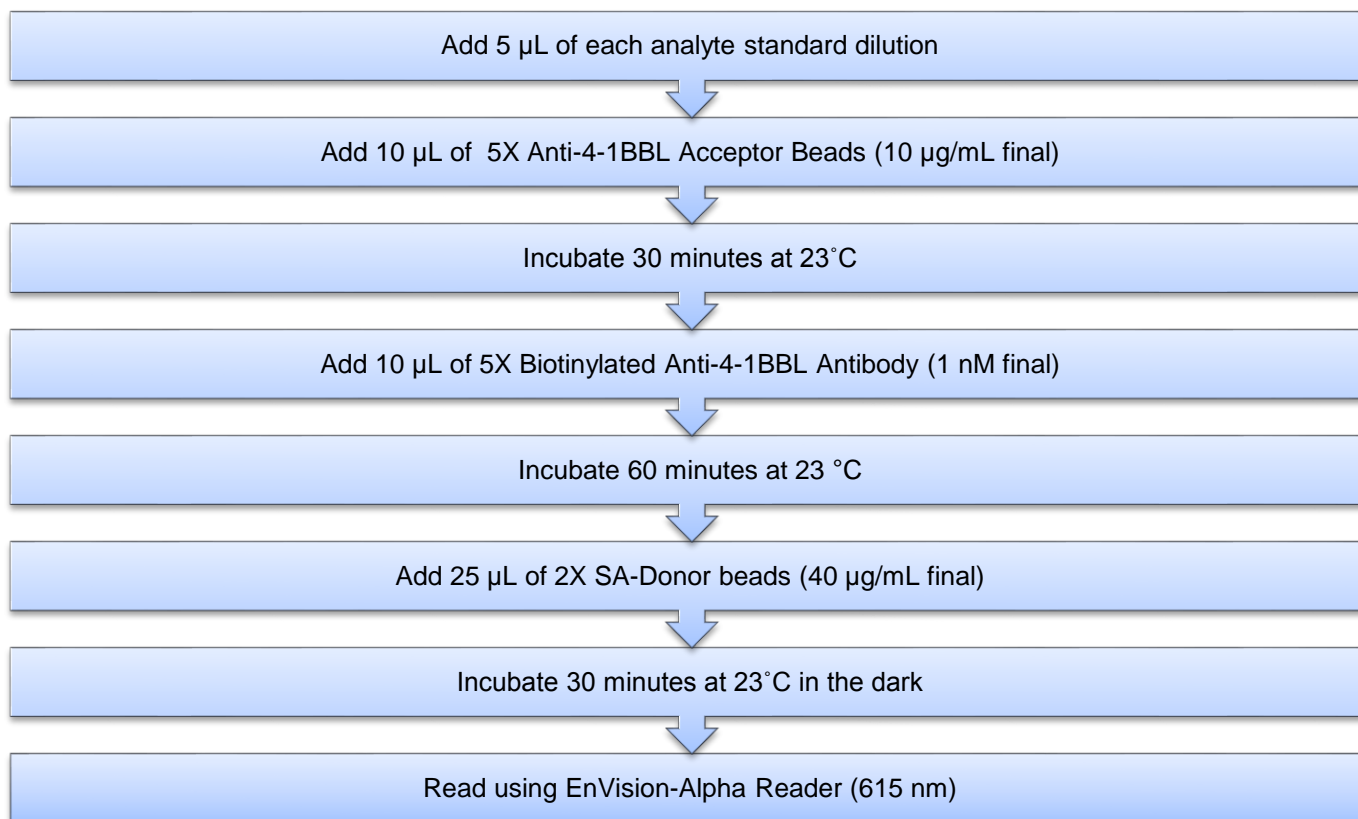 Add 5 µL of each analyte standard dilution
Add 10 µL of  5X Anti-4-1BBL Acceptor Beads (10 µg/mL final)
Incubate 30 minutes at 23˚C
Add 10 µL of 5X Biotinylated Anti-4-1BBL Antibody (1 nM final)
Incubate 60 minutes at 23 °C
Add 25 µL of 2X SA-Donor beads (40 µg/mL final)
Incubate 30 minutes at 23˚C in the dark
Read using EnVision-Alpha Reader (615 nm)